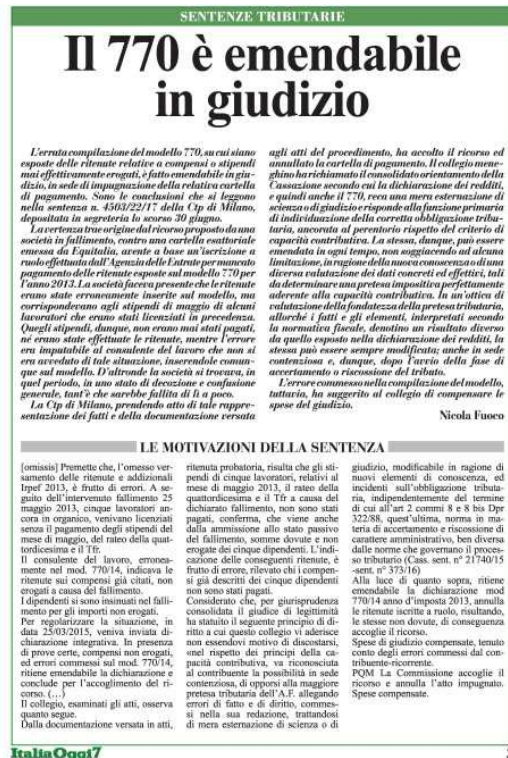 SENTENZE TRIBUTARIE
Il 770 è emendabile
in giudizio
L'errata compilazione del modello 770, su cui siano
esposte delle ritenute relative a compensi o stipendi
mai effettivamente erogati, è fatto emendabile in giu-
dizio, in sede di impugnazione della relativa cartella
di pagamento. Sono le conclusioni che si leggono
nella sentenza n. 4503/22/17 della Ctp di Milano,
depositata in segreteria lo scorso 30 giugno.
La vertenza trae origine dal ricorso proposto da una
società in fallimento, contro una cartella esattoriale
emessa da Equitalia, avente a base un'iscrizione a
ruolo effettuata dall'Agenzia delle Entrate per mancato
pagamento delle ritenute esposte sul modello 770 per
l'anno 2013. La società faceva presente che le ritenute
erano state erroneamente inserite sul modello, ma
corrispondevano agli stipendi di maggio di alcuni
lavoratori che erano stati licenziati in precedenza.
Quegli stipendi, dunque, non erano mai stati pagati,
né erano state effettuate le ritenute, mentre l'errore
era imputabile al consulente del lavoro che non si
era avveduto di tale situazione, inserendole comun-
que sul modello. D'altronde la società si trovava, in
quel periodo, in uno stato di decozione e confusione
generale, tant'è che sarebbe fallita di lì a poco.
La Ctp di Milano, prendendo atto di tale rappre-
sentazione dei fatti e della documentazione versata
agli atti del procedimento, ha accolto il ricorso ed
annullato la cartella di pagamento. Il collegio mene-
ghino ha richiamato il consolidato orientamento della
Cassazione secondo cui la dichiarazione dei redditi,
e quindi anche il 770, reca una mera esternazione di
scienza o di giudizio e risponde alla funzione primaria
di individuazione della corretta obbligazione tribu-
taria, ancorata al perentorio rispetto del criterio di
capacità contributiva. La stessa, dunque, può essere
emendata in ogni tempo, non soggiacendo ad alcuna
limitazione, in ragione della nuova conoscenza o di una
diversa valutazione dei dati concreti ed effettivi, tali
da determinare una pretesa impositiva perfettamente
aderente alla capacità contributiva. In un'ottica di
valutazione della fondatezza della pretesa tributaria,
allorché i fatti e gli elementi, interpretati secondo
la normativa fiscale, denotino un risultato diverso
da quello esposto nella dichiarazione dei redditi, la
stessa può essere sempre modificata; anche in sede
contenziosa e, dunque, dopo l'avvio della fase di
accertamento o riscossione del tributo.
L'errore commesso nella compilazione del modello,
tuttavia, ha suggerito al collegio di compensare le
spese del giudizio.
Nicola Fuoco
LE MOTIVAZIONI DELLA SENTENZA
[omissis] Premette che, l'omesso ver-
samento delle ritenute e addizionali
Irpef 2013, è frutto di errori. A se-
guito dell'intervenuto fallimento 25
maggio 2013, cinque lavoratori an-
cora in organico, venivano licenziati
senza il pagamento degli stipendi del
mese di maggio, del rateo della quat-
tordicesima e il Tfr.
Il consulente del lavoro, erronea-
mente nel mod. 770/14, indicava le
ritenute sui compensi già citati, non
erogati a causa del fallimento.
I dipendenti si sono insinuati nel falli-
mento per gli importi non erogati.
Per regolarizzare la situazione, in
data 25/03/2015, veniva inviata di-
chiarazione integrativa. In presenza
di prove certe, compensi non erogati,
ed errori commessi sul mod. 770/14,
ritiene emendabile la dichiarazione e
conclude per l'accoglimento del ri-
corso. (…)
Il collegio, esaminati gli atti, osserva
quanto segue.
Dalla documentazione versata in atti,
ritenuta probatoria, risulta che gli sti-
pendi di cinque lavoratori, relativi al
mese di maggio 2013, il rateo della
quattordicesima e il Tfr a causa del
dichiarato fallimento, non sono stati
pagati, conferma, che viene anche
dalla ammissione allo stato passivo
del fallimento, somme dovute e non
erogate dei cinque dipendenti. L'indi-
cazione delle conseguenti ritenute, è
frutto di errore, rilevato che i compen-
si già descritti dei cinque dipendenti
non sono stati pagati.
Considerato che, per giurisprudenza
consolidata il giudice di legittimità
ha statuito il seguente principio di di-
ritto a cui questo collegio vi aderisce
non essendovi motivo di discostarsi,
«nel rispetto dei principi della ca-
pacità contributiva, va riconosciuta
al contribuente la possibilità in sede
contenziosa, di opporsi alla maggiore
pretesa tributaria dell'A.F. allegando
errori di fatto e di diritto, commes-
si nella sua redazione, trattandosi
di mera esternazione di scienza o di
giudizio, modificabile in ragione di
nuovi elementi di conoscenza, ed
incidenti sull'obbligazione tributa-
ria, indipendentemente del termine
di cui all'art 2 commi 8 e 8 bis Dpr
322/88, quest'ultima, norma in mate-
ria di accertamento e riscossione di
carattere amministrativo, ben diversa
dalle norme che governano il proces-
so tributario (Cass. sent. n° 21740/15
-sent. n° 373/16)
Alla luce di quanto sopra, ritiene
emendabile la dichiarazione mod
770/14 anno d'imposta 2013, annulla
le ritenute iscritte a ruolo, risultando,
le stesse non dovute, di conseguenza
accoglie il ricorso.
Spese di giudizio compensate, tenuto
conto degli errori commessi dal con-
tribuente-ricorrente.
PQM La Commissione accoglie il
ricorso e annulla l'atto impugnato.
Spese compensate.
ItaliaOggi7